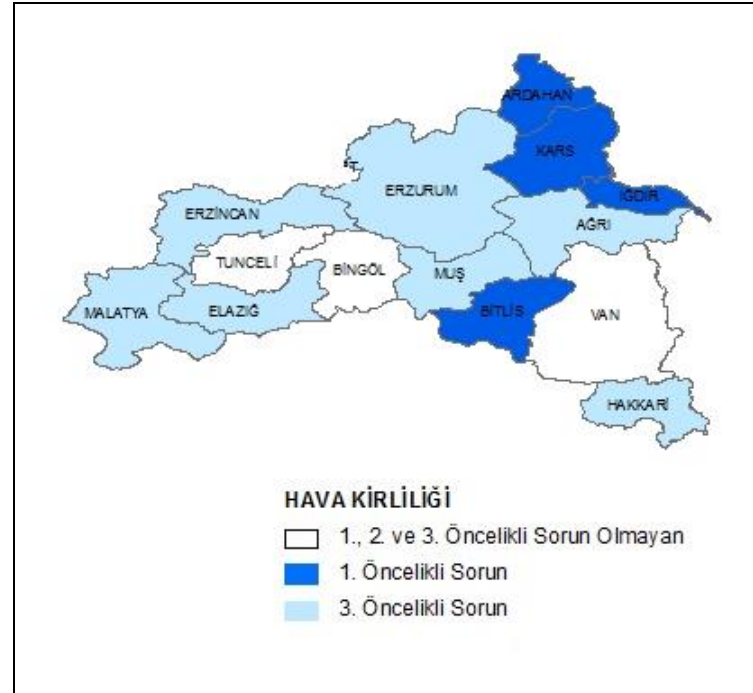 ARDAHAN
KARS
IĞDIR
ERZURUM
ERZİNCAN
AĞRI
TUNCELİ
BİNGÖL
MUŞ
MALATYA
ELAZIĞ
BİTLİS
VAN
HAKKARİ
HAVA KİRLİLİĞİ
1., 2. ve 3. Öncelikli Sorun Olmayan
1. Öncelikli Sorun
3. Öncelikli Sorun